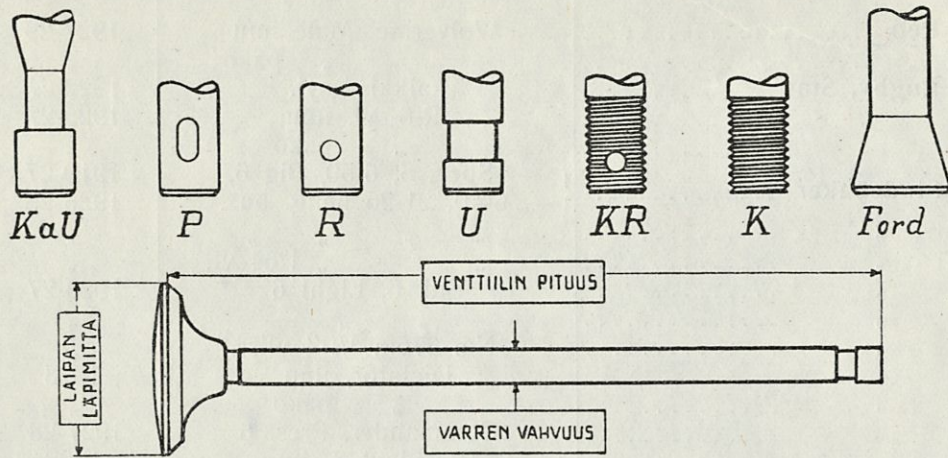 KaU P R U KR K Ford
VENTTIILIN PITUUS
LAIPAN
LÄPIMITTA
VARREN VAHVUUS